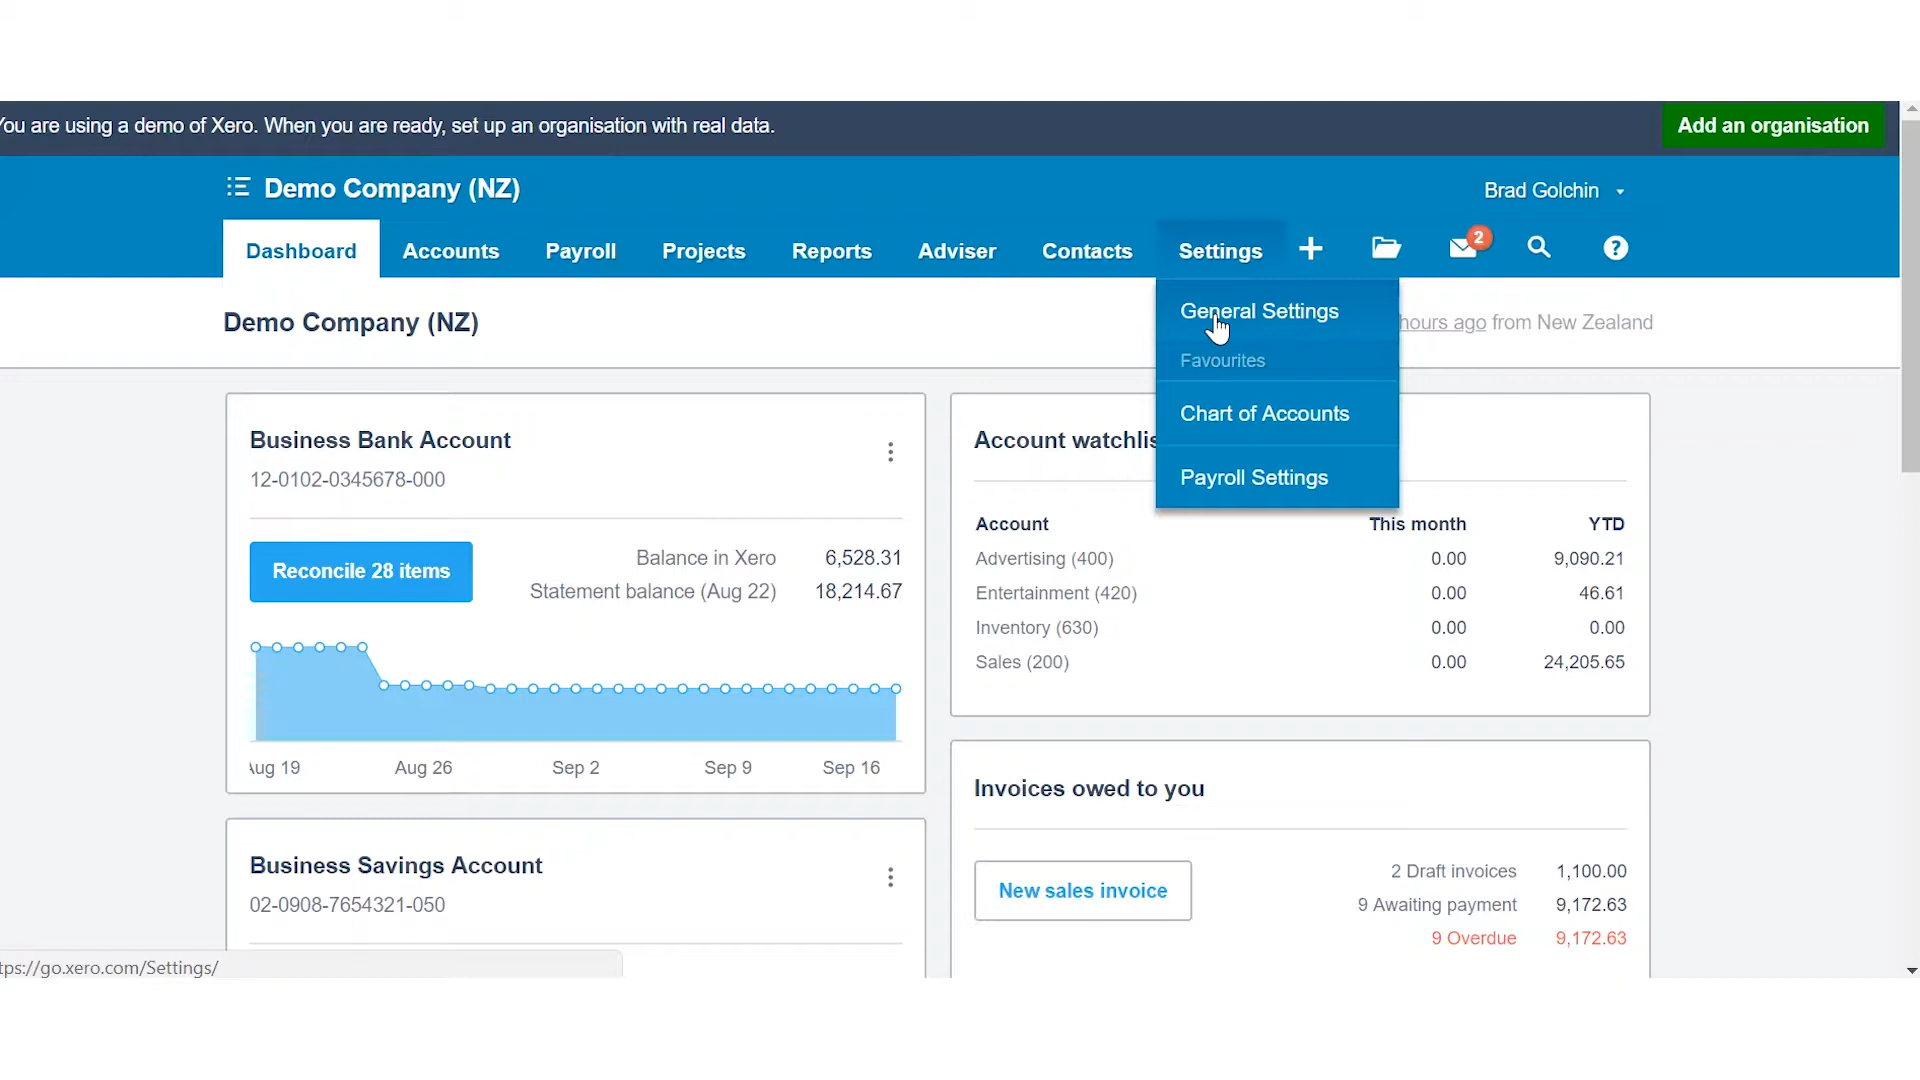 You are using a demo of Xero. When you are ready, set up an organisation with real data.
Add an organisation
Demo Company (NZ)
Brad Golchin
Dashboard Accounts Payroll Projects Reports Adviser Contacts Settings 2 ?
Demo Company (NZ)
General Settings
hours ago from New Zealand
Favourites
Chart of Accounts
Payroll Settings
Business Bank Account
12-0102-0345678-000
Reconcile 28 items
Balance in Xero 6,528.31
Statement balance (Aug 22) 18,214.67
Aug 19 Aug 26 Sep 2 Sep 9 Sep 16
Account watchlis
Account This month YTD
Advertising (400) 0.00 9,090.21
Entertainment (420) 0.00 46.61
Inventory (630) 0.00 0.00
Sales (200) 0.00 24,205.65
Business Savings Account
02-0908-7654321-050
Invoices owed to you
New sales invoice
2 Draft invoices 1,100.00
9 Awaiting payment 9,172.63
9 Overdue 9,172.63
tps://go.xero.com/Settings/